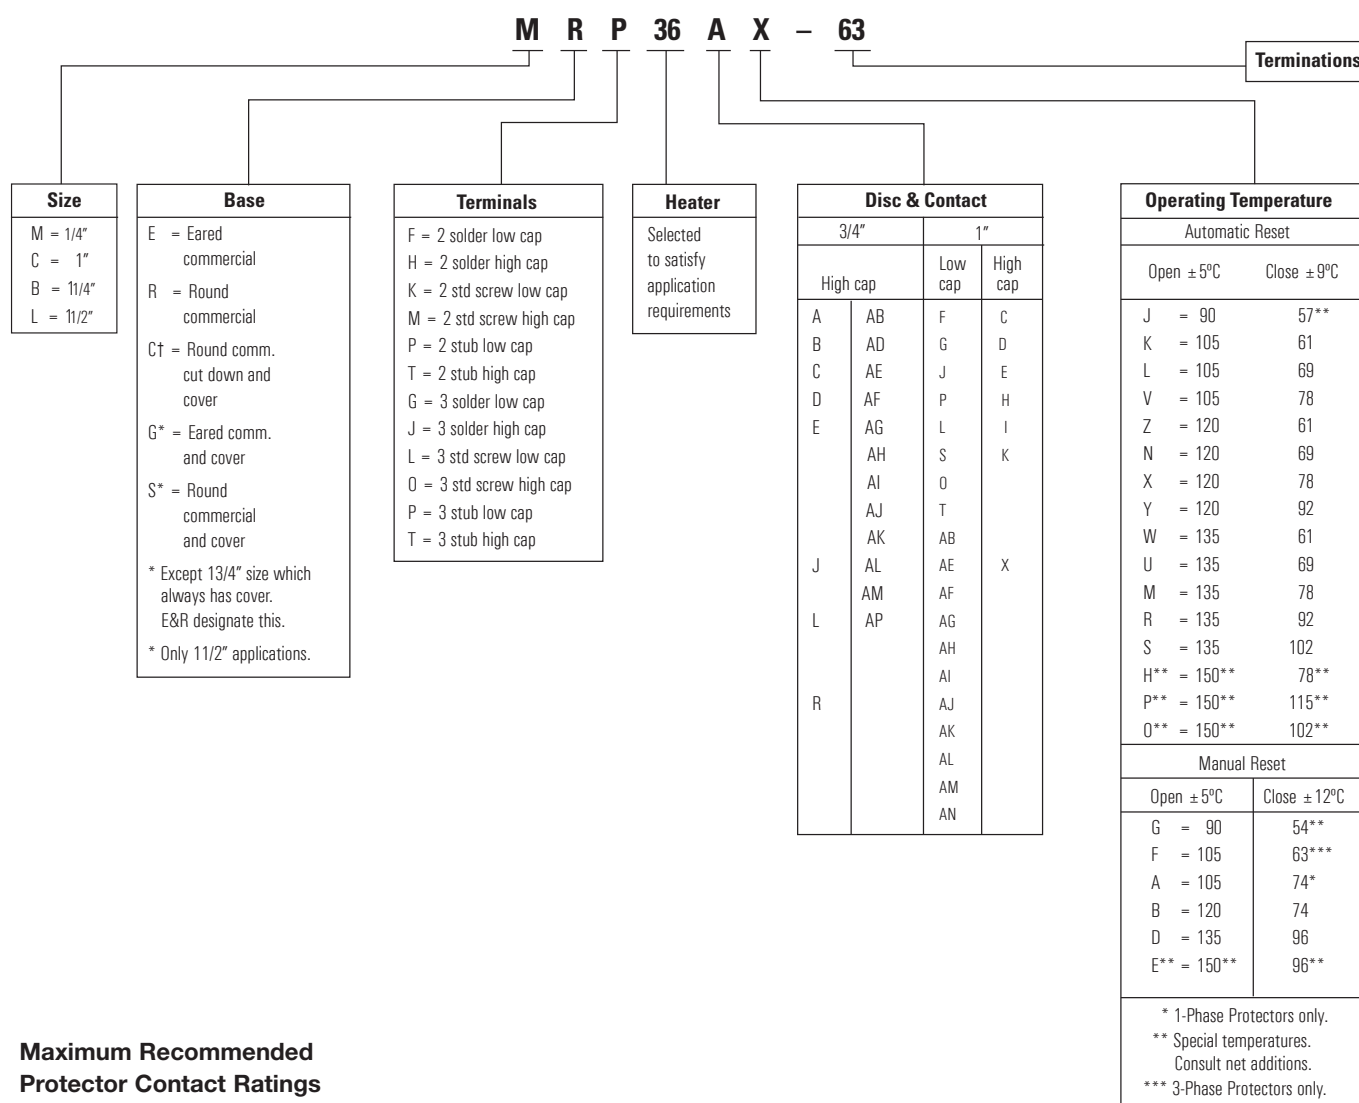 M R P 36 A X – 63
Terminations
Size
M = 1/4"
C = 1"
B = 11/4"
L = 11/2"
Base
E = Eared
commercial
R = Round
commercial
C† = Round comm.
cut down and
cover
G* = Eared comm.
and cover
S* = Round
commercial
and cover
* Except 13/4" size which
always has cover.
E&R designate this.
* Only 11/2" applications.
Terminals
F = 2 solder low cap
H = 2 solder high cap
K = 2 std screw low cap
M = 2 std screw high cap
P = 2 stub low cap
T = 2 stub high cap
G = 3 solder low cap
J = 3 solder high cap
L = 3 std screw low cap
O = 3 std screw high cap
P = 3 stub low cap
T = 3 stub high cap
Heater
Selected
to satisfy
application
requirements
Disc & Contact
3/4" 1"
High cap Low cap High cap
A AB F C
B AD G D
C AE J E
D AF P H
E AG L I
AH S K
AI O
AJ T
AK AB
J AL AE X
AM AF
L AP AG
AH
AI
R AJ
AK
AL
AM
AN
Operating Temperature
Automatic Reset
Open ±5ºC Close ±9ºC
J = 90 57**
K = 105 61
L = 105 69
V = 105 78
Z = 120 61
N = 120 69
X = 120 78
Y = 120 92
W = 135 61
U = 135 69
M = 135 78
R = 135 92
S = 135 102
H** = 150** 78**
P** = 150** 115**
O** = 150** 102**
Manual Reset
Open ±5ºC Close ±12ºC
G = 90 54**
F = 105 63***
A = 105 74*
B = 120 74
D = 135 96
E** = 150** 96**
* 1-Phase Protectors only.
** Special temperatures.
Consult net additions.
*** 3-Phase Protectors only.
Maximum Recommended
Protector Contact Ratings